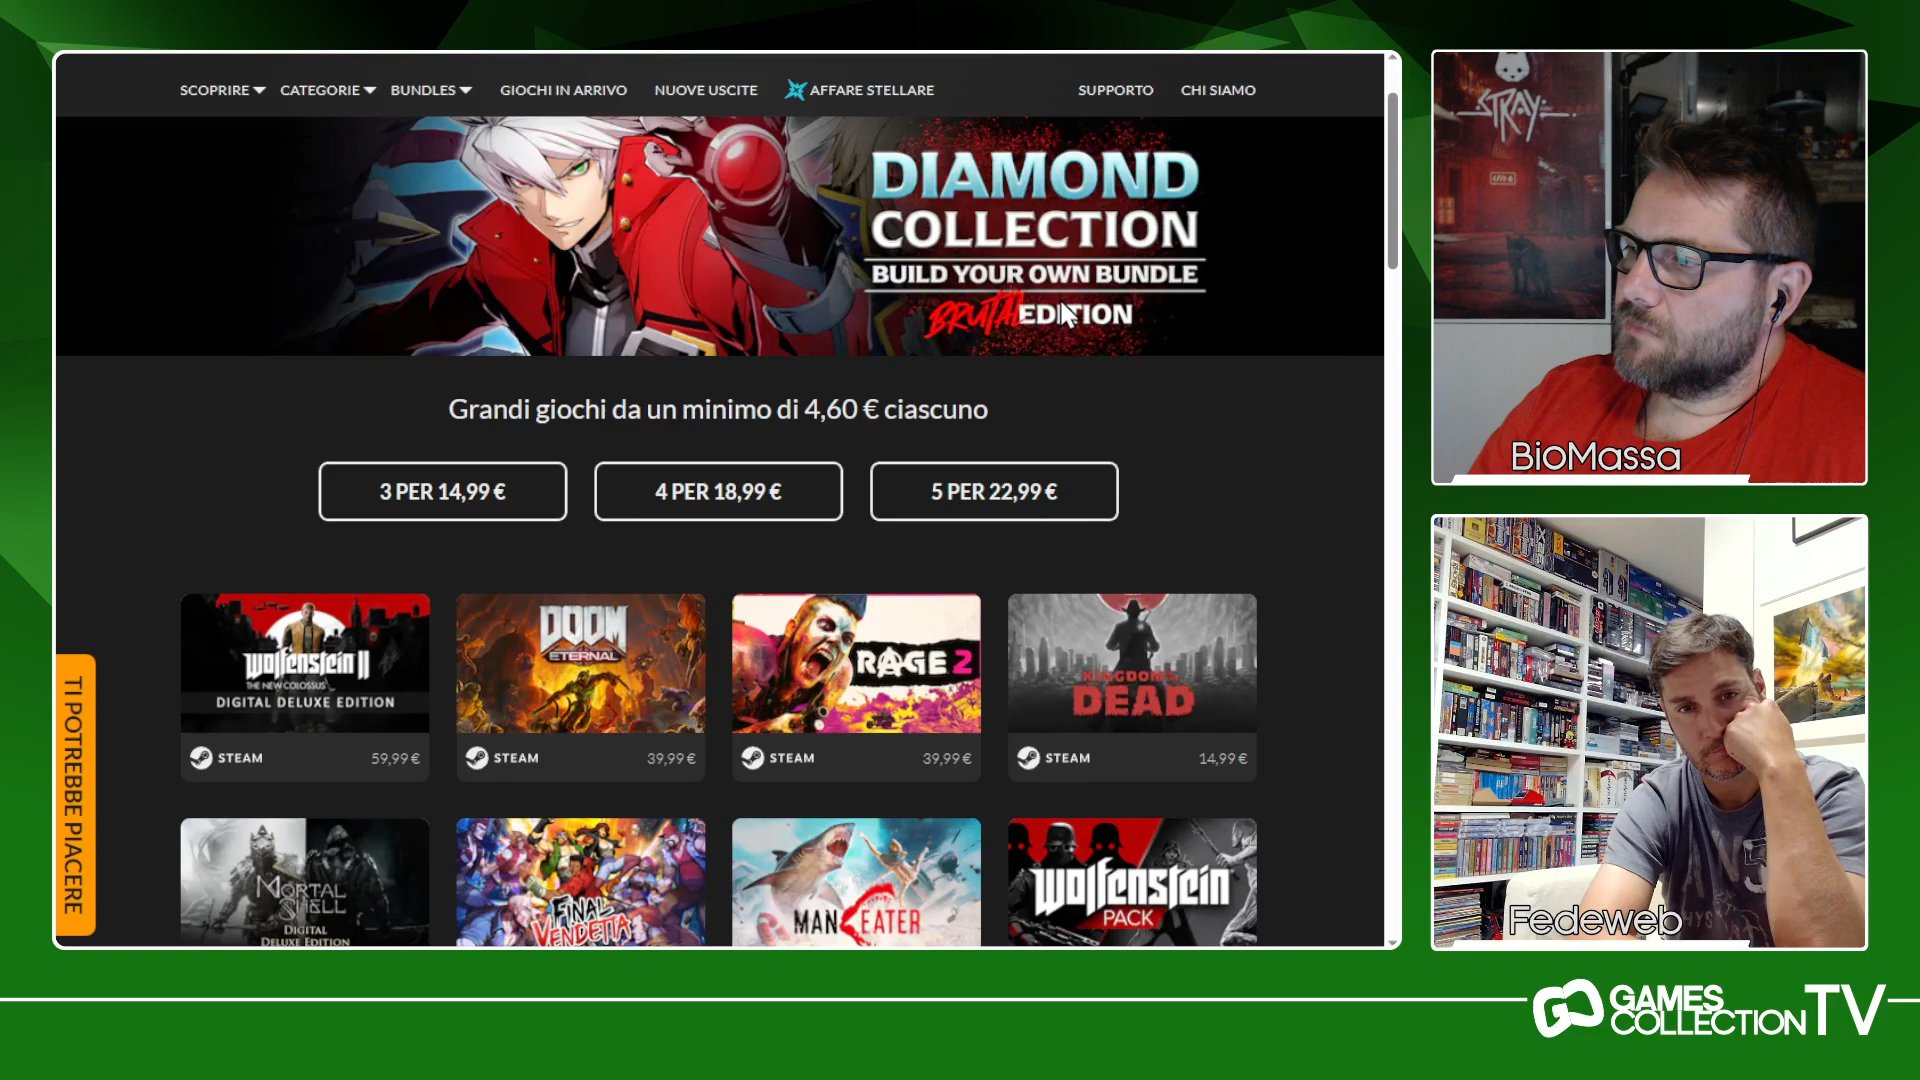 SCOPRIRE
CATEGORIE
BUNDLES
GIOCHI IN ARRIVO
NUOVE USCITE
AFFARE STELLARE
SUPPORTO
CHI SIAMO
DIAMOND
COLLECTION
BUILD YOUR OWN BUNDLE
BRUTAL EDITION
Grandi giochi da un minimo di 4,60 € ciascuno
3 PER 14,99 €
4 PER 18,99 €
5 PER 22,99 €
Wolfenstein II
THE NEW COLOSSUS
DIGITAL DELUXE EDITION
STEAM 59,99 €
DOOM
ETERNAL
STEAM 39,99 €
RAGE 2
STEAM 39,99 €
KINGDOM OF THE
DEAD
STEAM 14,99 €
MORTAL
SHELL
DIGITAL
DELUXE EDITION
FINAL
VENDETTA
MANEATER
Wolfenstein
PACK
TI POTREBBE PIACERE
STRAY
BioMassa
Fedeweb
GAMES
COLLECTION TV